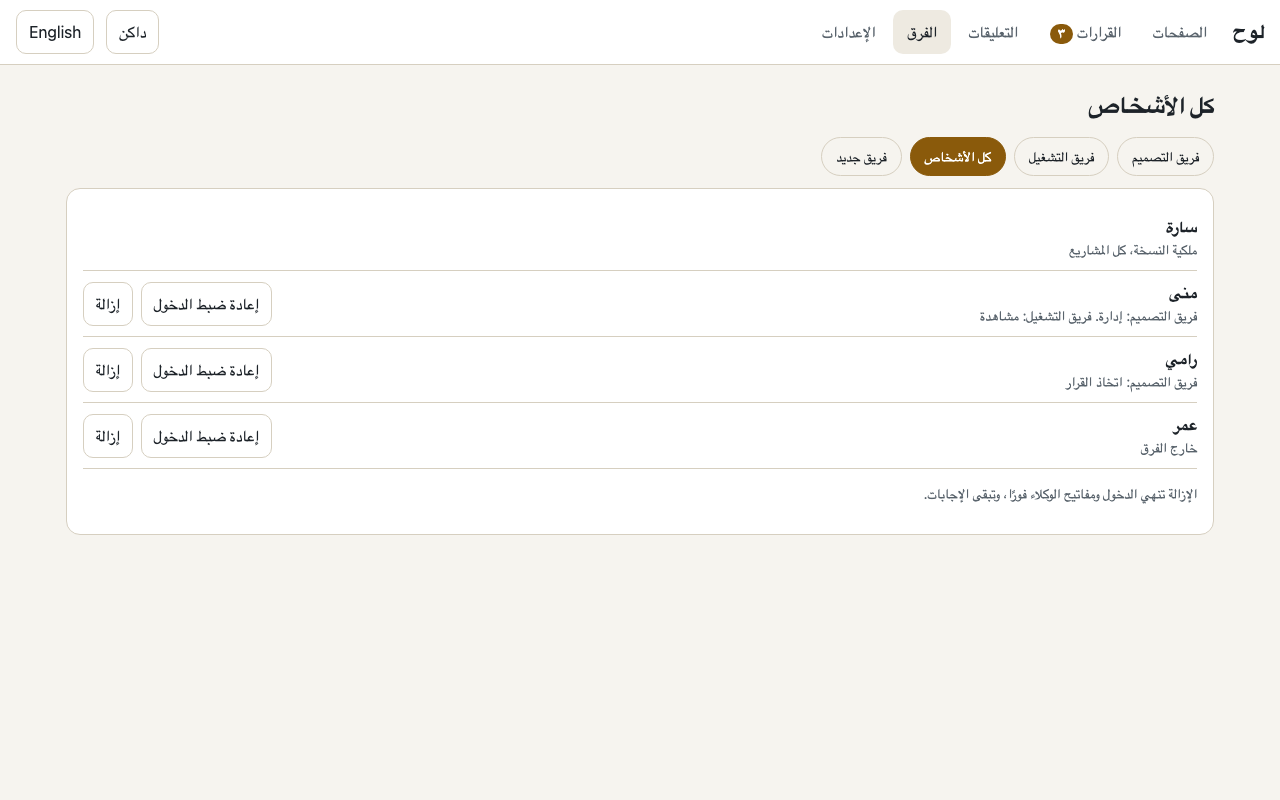 لوح
الصفحات
القرارات ٣
التعليقات
الفرق
الإعدادات
داكن
English
كل الأشخاص
فريق التصميم
فريق التشغيل
كل الأشخاص
فريق جديد
سارة
ملكية النسخة، كل المشاريع
منى
فريق التصميم: إدارة. فريق التشغيل: مشاهدة
إعادة ضبط الدخول
إزالة
رامي
فريق التصميم: اتخاذ القرار
إعادة ضبط الدخول
إزالة
عمر
خارج الفرق
إعادة ضبط الدخول
إزالة
الإزالة تنهي الدخول ومفاتيح الوكلاء فورًا، وتبقى الإجابات.